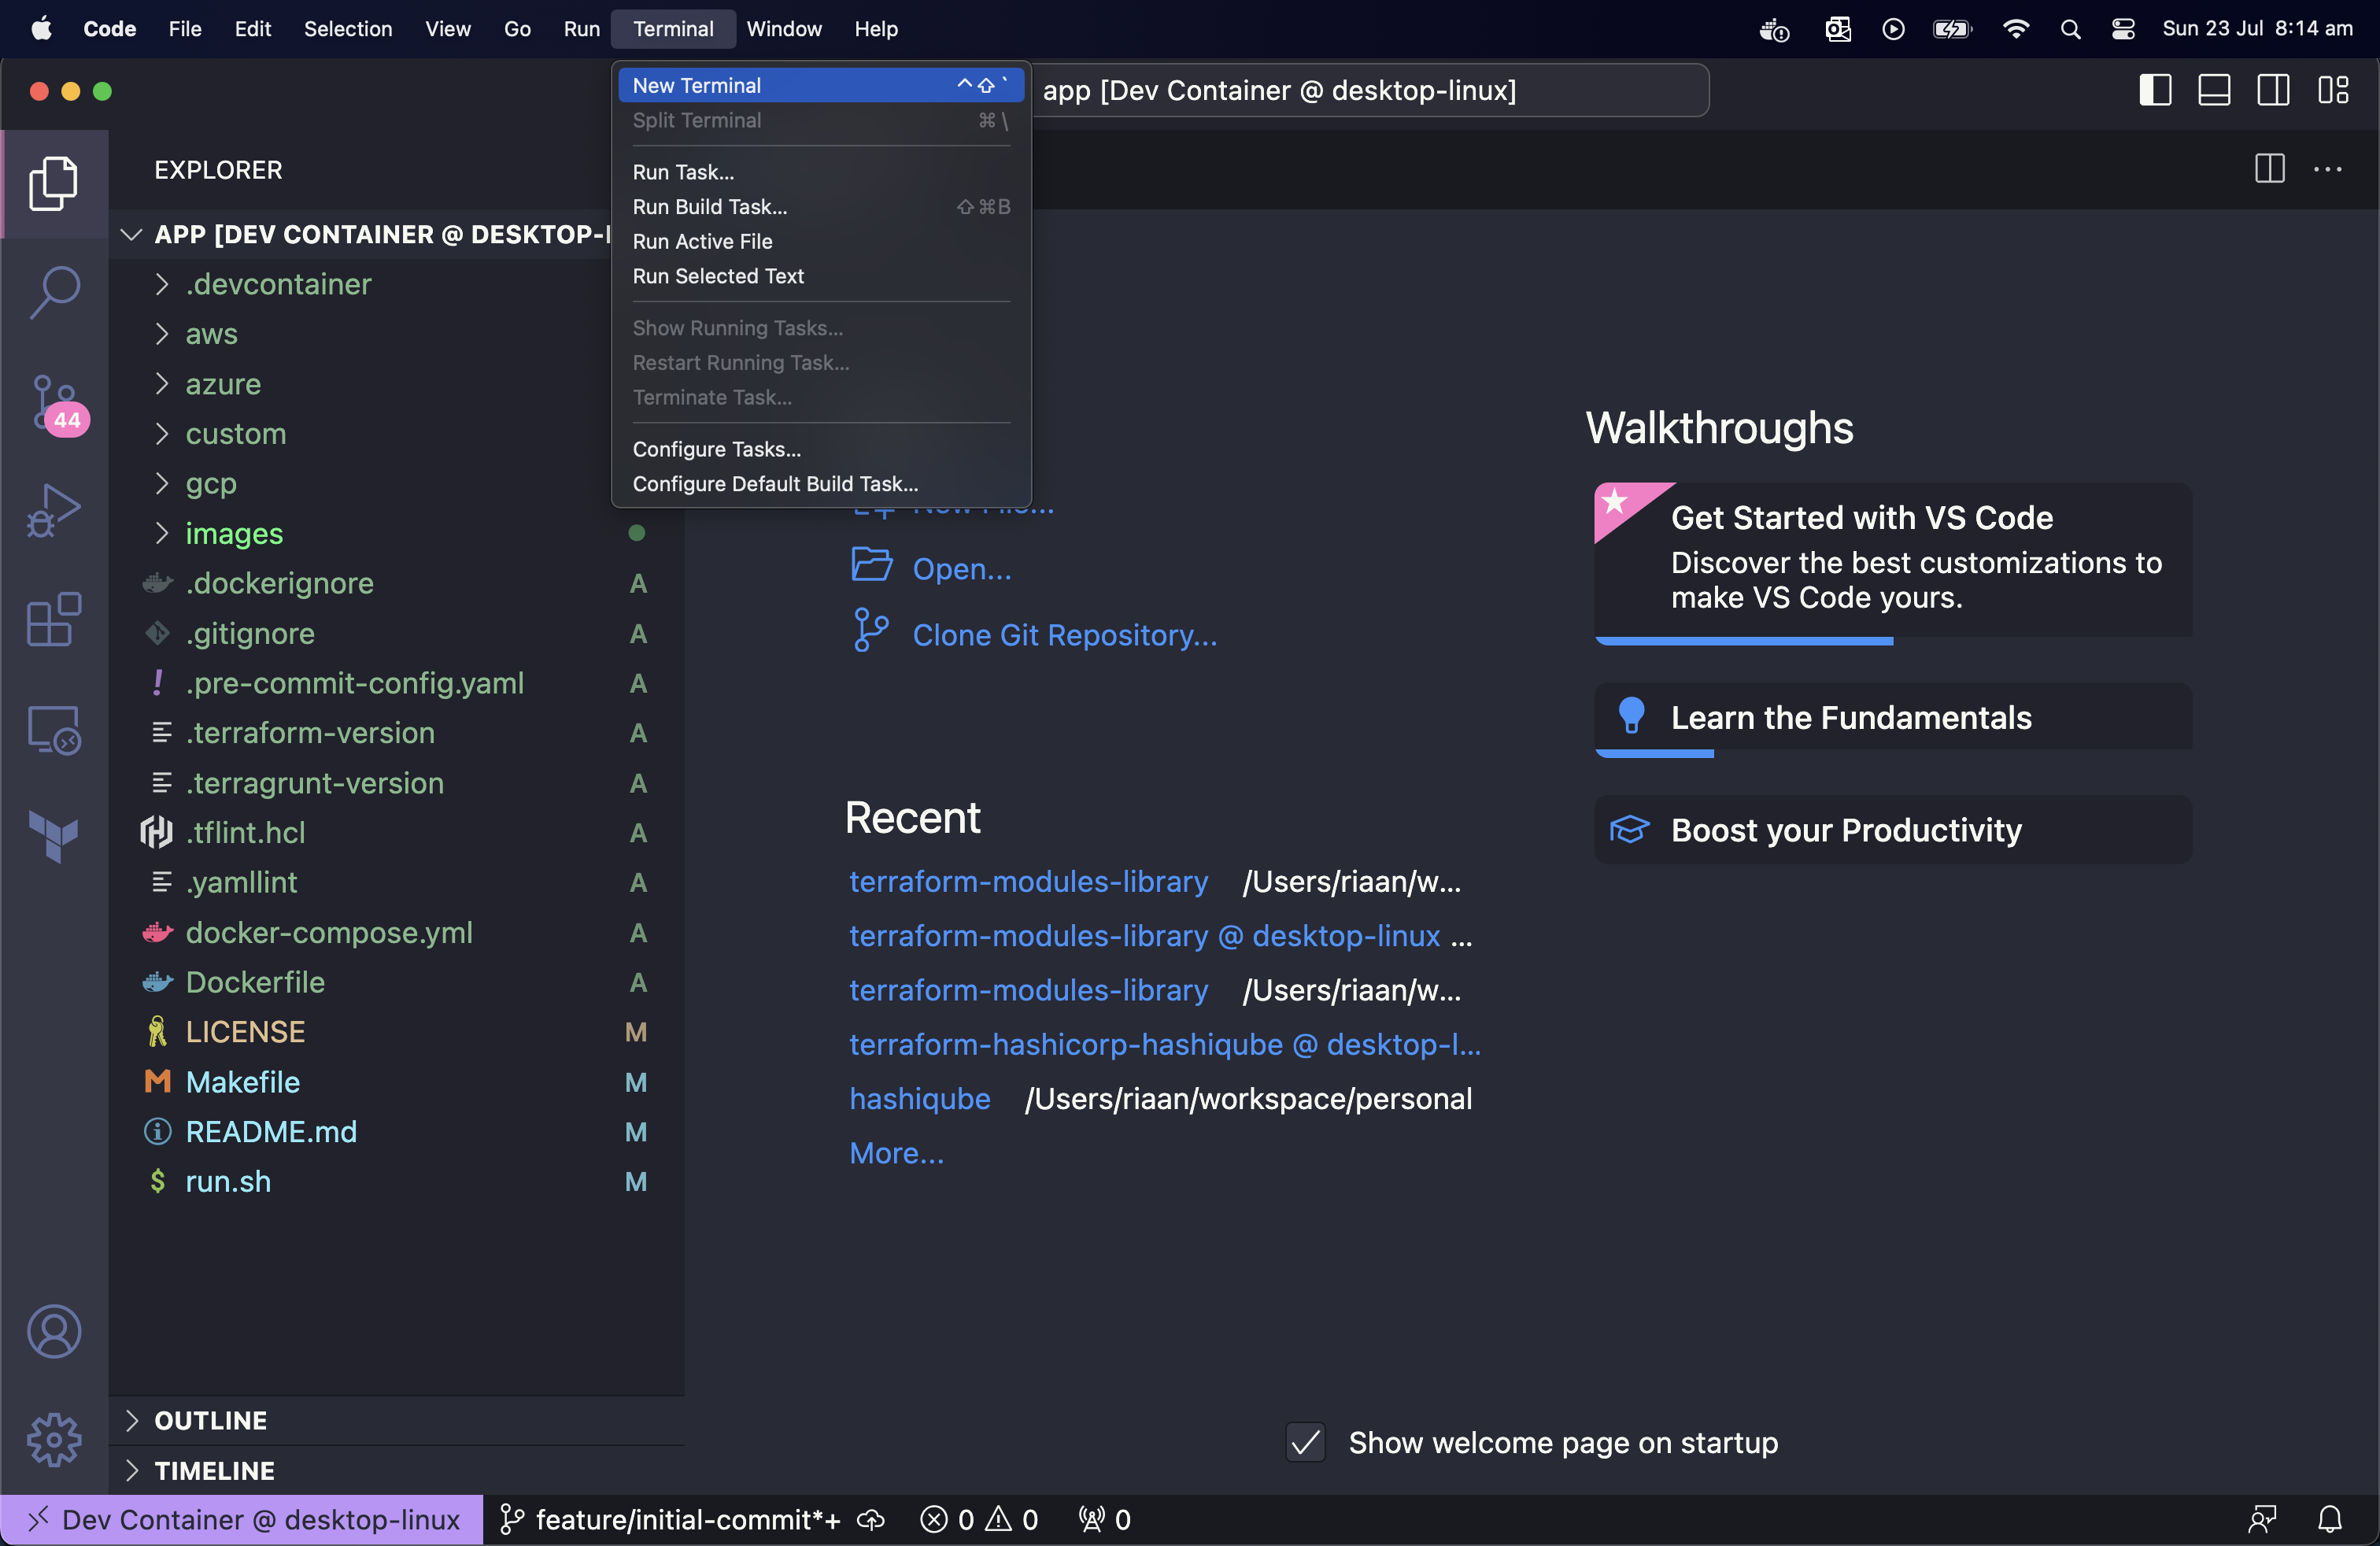 Code File Edit Selection View Go Run Terminal Window Help
Sun 23 Jul 8:14 am
New Terminal ^⇧`
Split Terminal ⌘\
Run Task...
Run Build Task... ⇧⌘B
Run Active File
Run Selected Text
Show Running Tasks...
Restart Running Task...
Terminate Task...
Configure Tasks...
Configure Default Build Task...
app [Dev Container @ desktop-linux]
EXPLORER
APP [DEV CONTAINER @ DESKTOP-
.devcontainer
aws
azure
custom
gcp
images
.dockerignore A
.gitignore A
.pre-commit-config.yaml A
.terraform-version A
.terragrunt-version A
.tflint.hcl A
.yamllint A
docker-compose.yml A
Dockerfile A
LICENSE M
Makefile M
README.md M
run.sh M
OUTLINE
TIMELINE
44
New File...
Open...
Clone Git Repository...
Recent
terraform-modules-library /Users/riaan/w...
terraform-modules-library @ desktop-linux ...
terraform-modules-library /Users/riaan/w...
terraform-hashicorp-hashiqube @ desktop-l...
hashiqube /Users/riaan/workspace/personal
More...
Walkthroughs
Get Started with VS Code
Discover the best customizations to
make VS Code yours.
Learn the Fundamentals
Boost your Productivity
Show welcome page on startup
Dev Container @ desktop-linux feature/initial-commit*+ 0 0 0